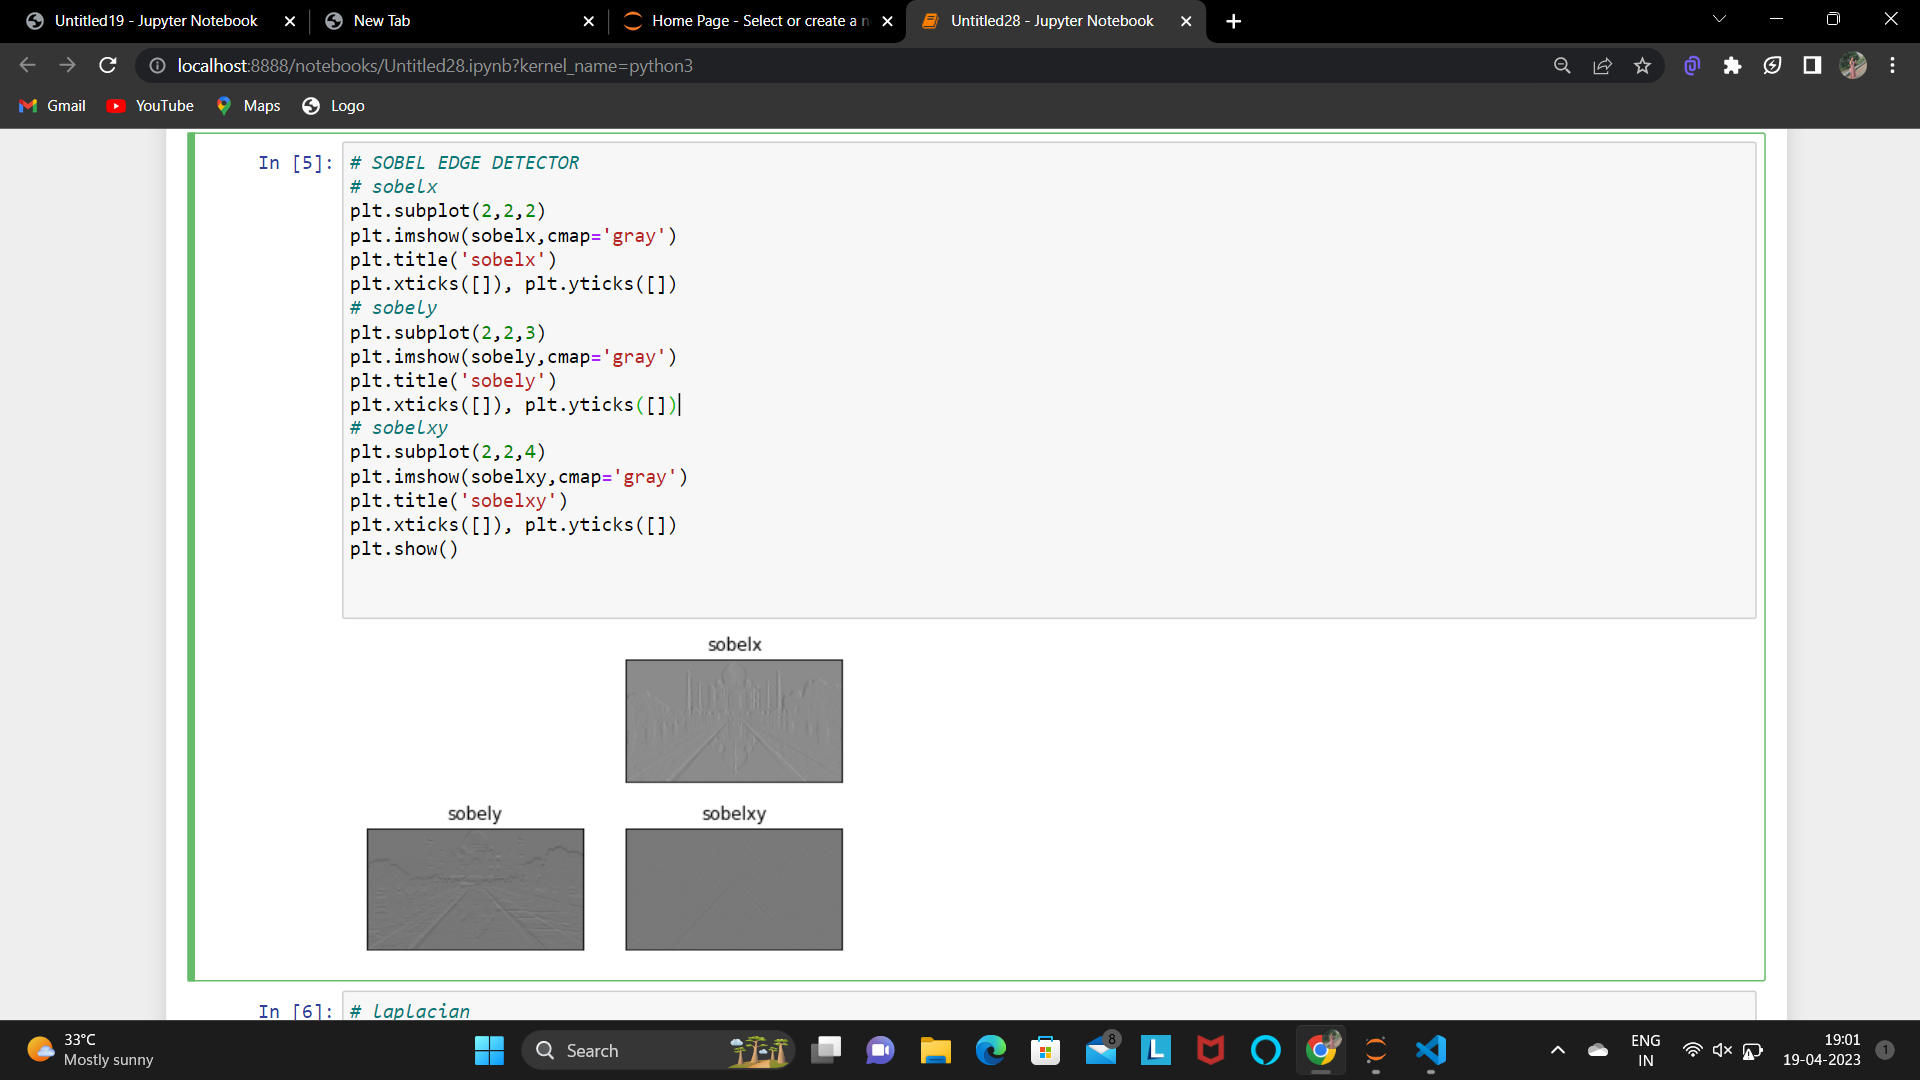 Untitled19 - Jupyter Notebook
New Tab
Home Page - Select or create a n
Untitled28 - Jupyter Notebook
localhost:8888/notebooks/Untitled28.ipynb?kernel_name=python3
Gmail
YouTube
Maps
Logo
In [5]:
# SOBEL EDGE DETECTOR
# sobelx
plt.subplot(2,2,2)
plt.imshow(sobelx,cmap='gray')
plt.title('sobelx')
plt.xticks([]), plt.yticks([])
# sobely
plt.subplot(2,2,3)
plt.imshow(sobely,cmap='gray')
plt.title('sobely')
plt.xticks([]), plt.yticks([])
# sobelxy
plt.subplot(2,2,4)
plt.imshow(sobelxy,cmap='gray')
plt.title('sobelxy')
plt.xticks([]), plt.yticks([])
plt.show()
sobelx
sobely
sobelxy
In [6]:
# laplacian
33°C
Mostly sunny
Search
8
L
ENG
IN
19:01
19-04-2023
1